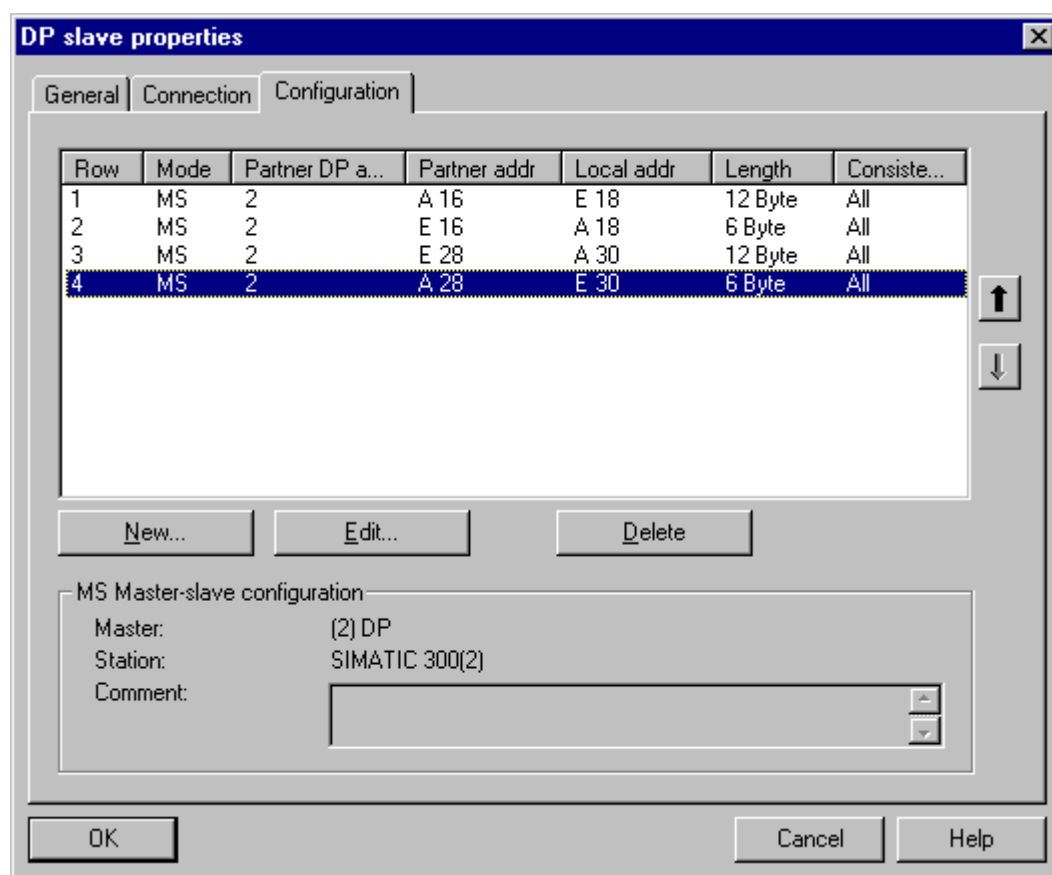 DP slave properties
General Connection Configuration
Row Mode Partner DP a... Partner addr Local addr Length Consiste...
1 MS 2 A 16 E 18 12 Byte All
2 MS 2 E 16 A 18 6 Byte All
3 MS 2 E 28 A 30 12 Byte All
4 MS 2 A 28 E 30 6 Byte All
New... Edit... Delete
MS Master-slave configuration
Master: (2) DP
Station: SIMATIC 300(2)
Comment:
OK Cancel Help